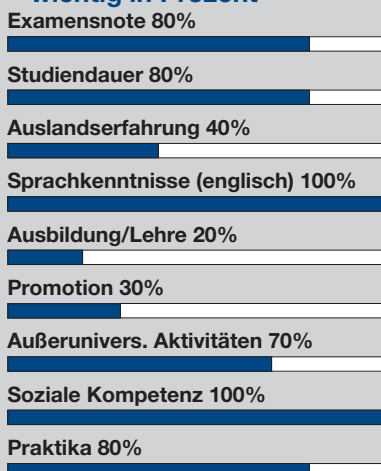 wichtig in Prozent
Examensnote 80%
Studiendauer 80%
Auslandserfahrung 40%
Sprachkenntnisse (englisch) 100%
Ausbildung/Lehre 20%
Promotion 30%
Außerunivers. Aktivitäten 70%
Soziale Kompetenz 100%
Praktika 80%